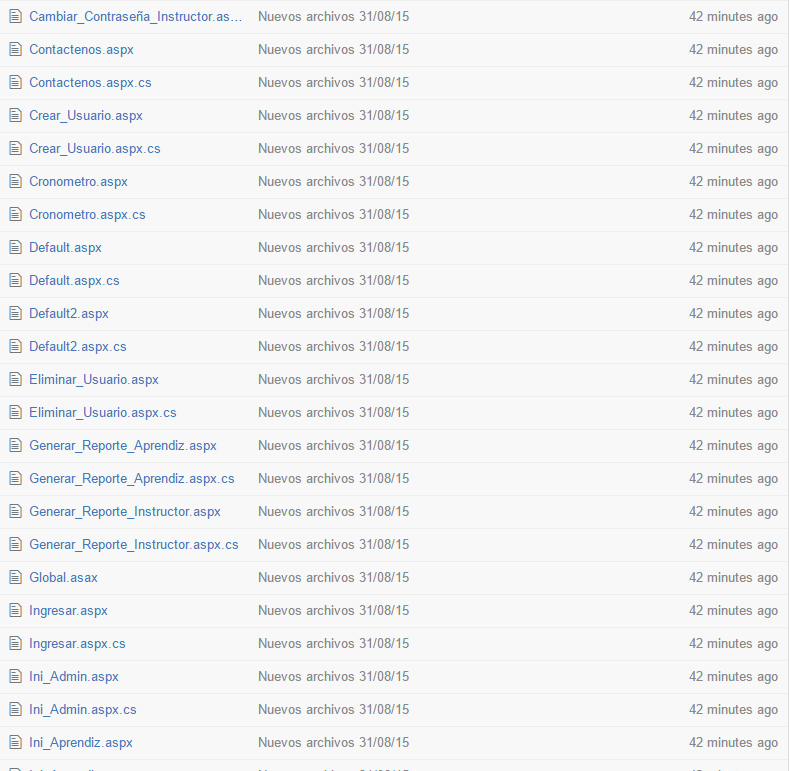 Cambiar_Contraseña_Instructor.as... Nuevos archivos 31/08/15 42 minutes ago
Contactenos.aspx Nuevos archivos 31/08/15 42 minutes ago
Contactenos.aspx.cs Nuevos archivos 31/08/15 42 minutes ago
Crear_Usuario.aspx Nuevos archivos 31/08/15 42 minutes ago
Crear_Usuario.aspx.cs Nuevos archivos 31/08/15 42 minutes ago
Cronometro.aspx Nuevos archivos 31/08/15 42 minutes ago
Cronometro.aspx.cs Nuevos archivos 31/08/15 42 minutes ago
Default.aspx Nuevos archivos 31/08/15 42 minutes ago
Default.aspx.cs Nuevos archivos 31/08/15 42 minutes ago
Default2.aspx Nuevos archivos 31/08/15 42 minutes ago
Default2.aspx.cs Nuevos archivos 31/08/15 42 minutes ago
Eliminar_Usuario.aspx Nuevos archivos 31/08/15 42 minutes ago
Eliminar_Usuario.aspx.cs Nuevos archivos 31/08/15 42 minutes ago
Generar_Reporte_Aprendiz.aspx Nuevos archivos 31/08/15 42 minutes ago
Generar_Reporte_Aprendiz.aspx.cs Nuevos archivos 31/08/15 42 minutes ago
Generar_Reporte_Instructor.aspx Nuevos archivos 31/08/15 42 minutes ago
Generar_Reporte_Instructor.aspx.cs Nuevos archivos 31/08/15 42 minutes ago
Global.asax Nuevos archivos 31/08/15 42 minutes ago
Ingresar.aspx Nuevos archivos 31/08/15 42 minutes ago
Ingresar.aspx.cs Nuevos archivos 31/08/15 42 minutes ago
Ini_Admin.aspx Nuevos archivos 31/08/15 42 minutes ago
Ini_Admin.aspx.cs Nuevos archivos 31/08/15 42 minutes ago
Ini_Aprendiz.aspx Nuevos archivos 31/08/15 42 minutes ago